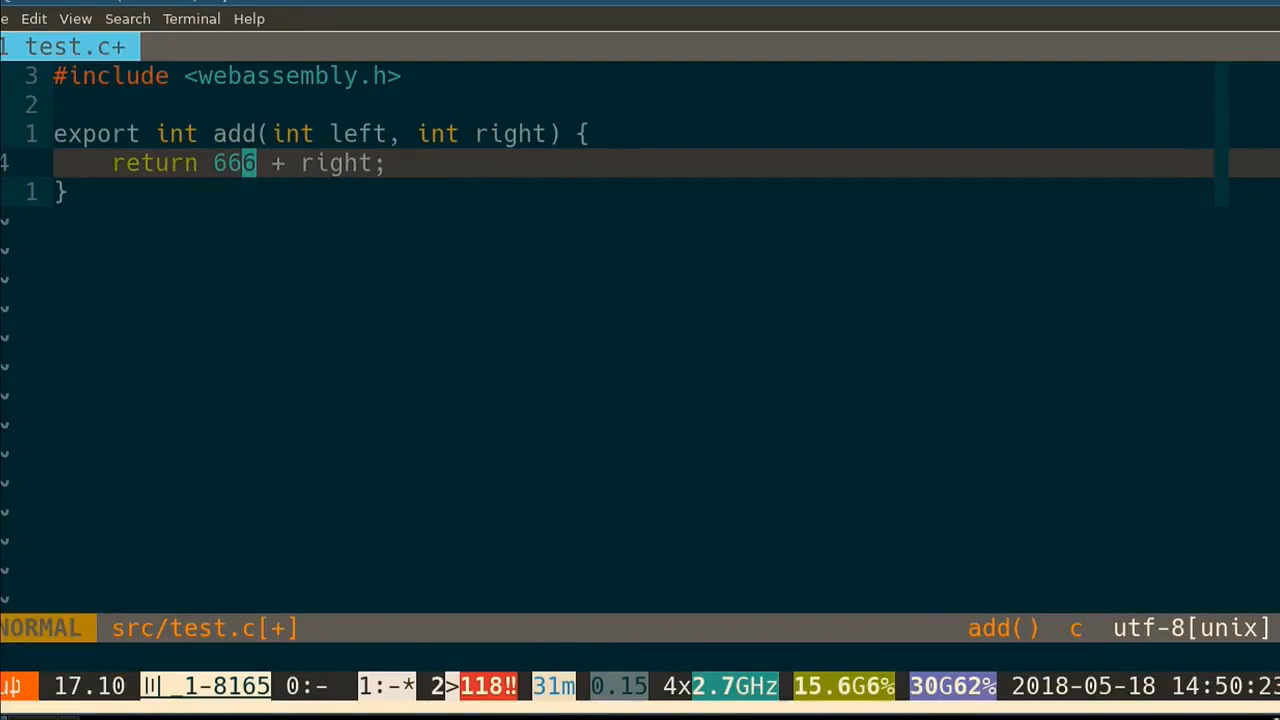 Edit View Search Terminal Help
1 test.c+
3 #include <webassembly.h>
2
1 export int add(int left, int right) {
4 return 666 + right;
1 }
NORMAL src/test.c[+] add() c utf-8[unix]
17.10 _1-8165 0:- 1:-* 2>118‼ 31m 0.15 4x2.7GHz 15.6G6% 30G62% 2018-05-18 14:50:23